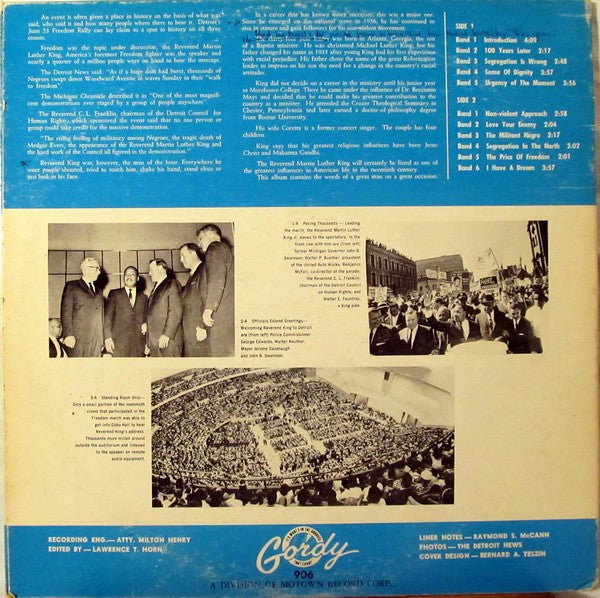 An event is often given a place in history on the basis of what was
said, who said it and how many people where there to hear it. Detroit's
June 23 Freedom Rally can lay claim to a spot in history on all three
counts.
Freedom was the topic under discussion, the Reverend Martin
Luther King, America's foremost Freedom fighter was the speaker and
nearly a quarter of a million people were on hand to hear the message.
The Detroit News said. "As if a huge dam had burst, thousands of
Negroes swept down Woodward Avenue in waves Sunday in their "walk
to freedom"
The Michigan Chronicle described it as "One of the most magnifi-
cent demonstrations ever staged by a group of people anywhere"
The Reverend C. L. Franklin, chairman of the Detroit Council for
Human Rights, which sponsored the event said that no one person or
group could take credit for the massive demonstration.
"The rising feeling of militancy among Negroes, the tragic death of
Medgar Evers, the appearance of the Reverend Martin Luther King and
the hard work of the Council all figured in the demonstration."
Reverend King was, however, the man of the hour. Everywhere he
went people shouted, tried to touch him, shake his hand, stand close or
just look in his face.
In a career that has known many successes, this was a major one.
Since he emerged on the national scene in 1956, he has continued to
rise in stature and gain followers for his non-violent movement.
The thirty four year leader was born in Atlanta, Georgia, the son
of a Baptist minister. He was christened Michael Luther King, but his
father changed his name in 1935 after young King had his first experience
with racial prejudice. His father chose the name of the great Reformation
leader to impress on his son the need for a change in the country's racial
attitudes.
King did not decide on a career in the ministry until his junior year
at Morehouse College. There he came under the influence of Dr. Benjamin
Mays and decided that he could make his greatest contribution to the
country as a minister. He attended the Crozer Theological Seminary in
Chester, Pennsylvania and later earned a doctor-of-philosophy degree
from Boston University.
His wife Coretta is a former concert singer. The couple has four
children.
King says that his greatest religious influences have been Jesus
Christ and Mahatma Gandhi.
The Reverend Martin Luther King will certainly be listed as one of
the greatest influences in American life in the twentieth century.
This album contains the words of a great man on a great occasion.
SIDE 1
Band 1 Introduction 4:09
Band 2 100 Years Later 2:17
Band 3 Segregation Is Wrong 2:48
Band 4 Sense Of Dignity 3:57
Band 5 Urgency of The Moment 3:56
SIDE 2
Band 1 Non-violent Approach 2:58
Band 2 Love Your Enemy 2:04
Band 3 The Militant Negro 2:17
Band 4 Segregation In The North 2:02
Band 5 The Price Of Freedom 2:01
Band 6 I Have A Dream 3:57
1-A Pacing Thousands — Leading
the march, the Reverend Martin Luther
King Jr. waves to the spectators. In the
front line with him are (from left)
former Michigan Governor John B.
Swainson, Walter P. Reuther, president
of the United Auto Works, Benjamin
McFall, co-director of the parade;
the Reverend C. L. Franklin,
chairman of the Detroit Council
on Human Rights, and
Walter E. Fauntroy,
a King aide.
2-A Officials Extend Greetings—
Welcoming Reverend King to Detroit
are (from left) Police Commissioner
George Edwards, Walter Reuther,
Mayor Jerome Cavanaugh
and John B. Swainson.
3-A Standing Room Only—
Only a small portion of the mammoth
crowd that participated in the
Freedom march was able to
get into Cobo Hall to hear
Reverend King's address.
Thousands more milled around
outside the auditorium and listened
to the speaker on remote
audio equipment.
RECORDING ENG.— ATTY. MILTON HENRY
EDITED BY — LAWRENCE T. HORN
IT'S WHAT'S IN THE GROOVES
Gordy
THAT COUNT
906
A DIVISION OF MOTOWN RECORD CORP.
LINER NOTES — RAYMOND S. McCANN
PHOTOS — THE DETROIT NEWS
COVER DESIGN — BERNARD A. YESZIN